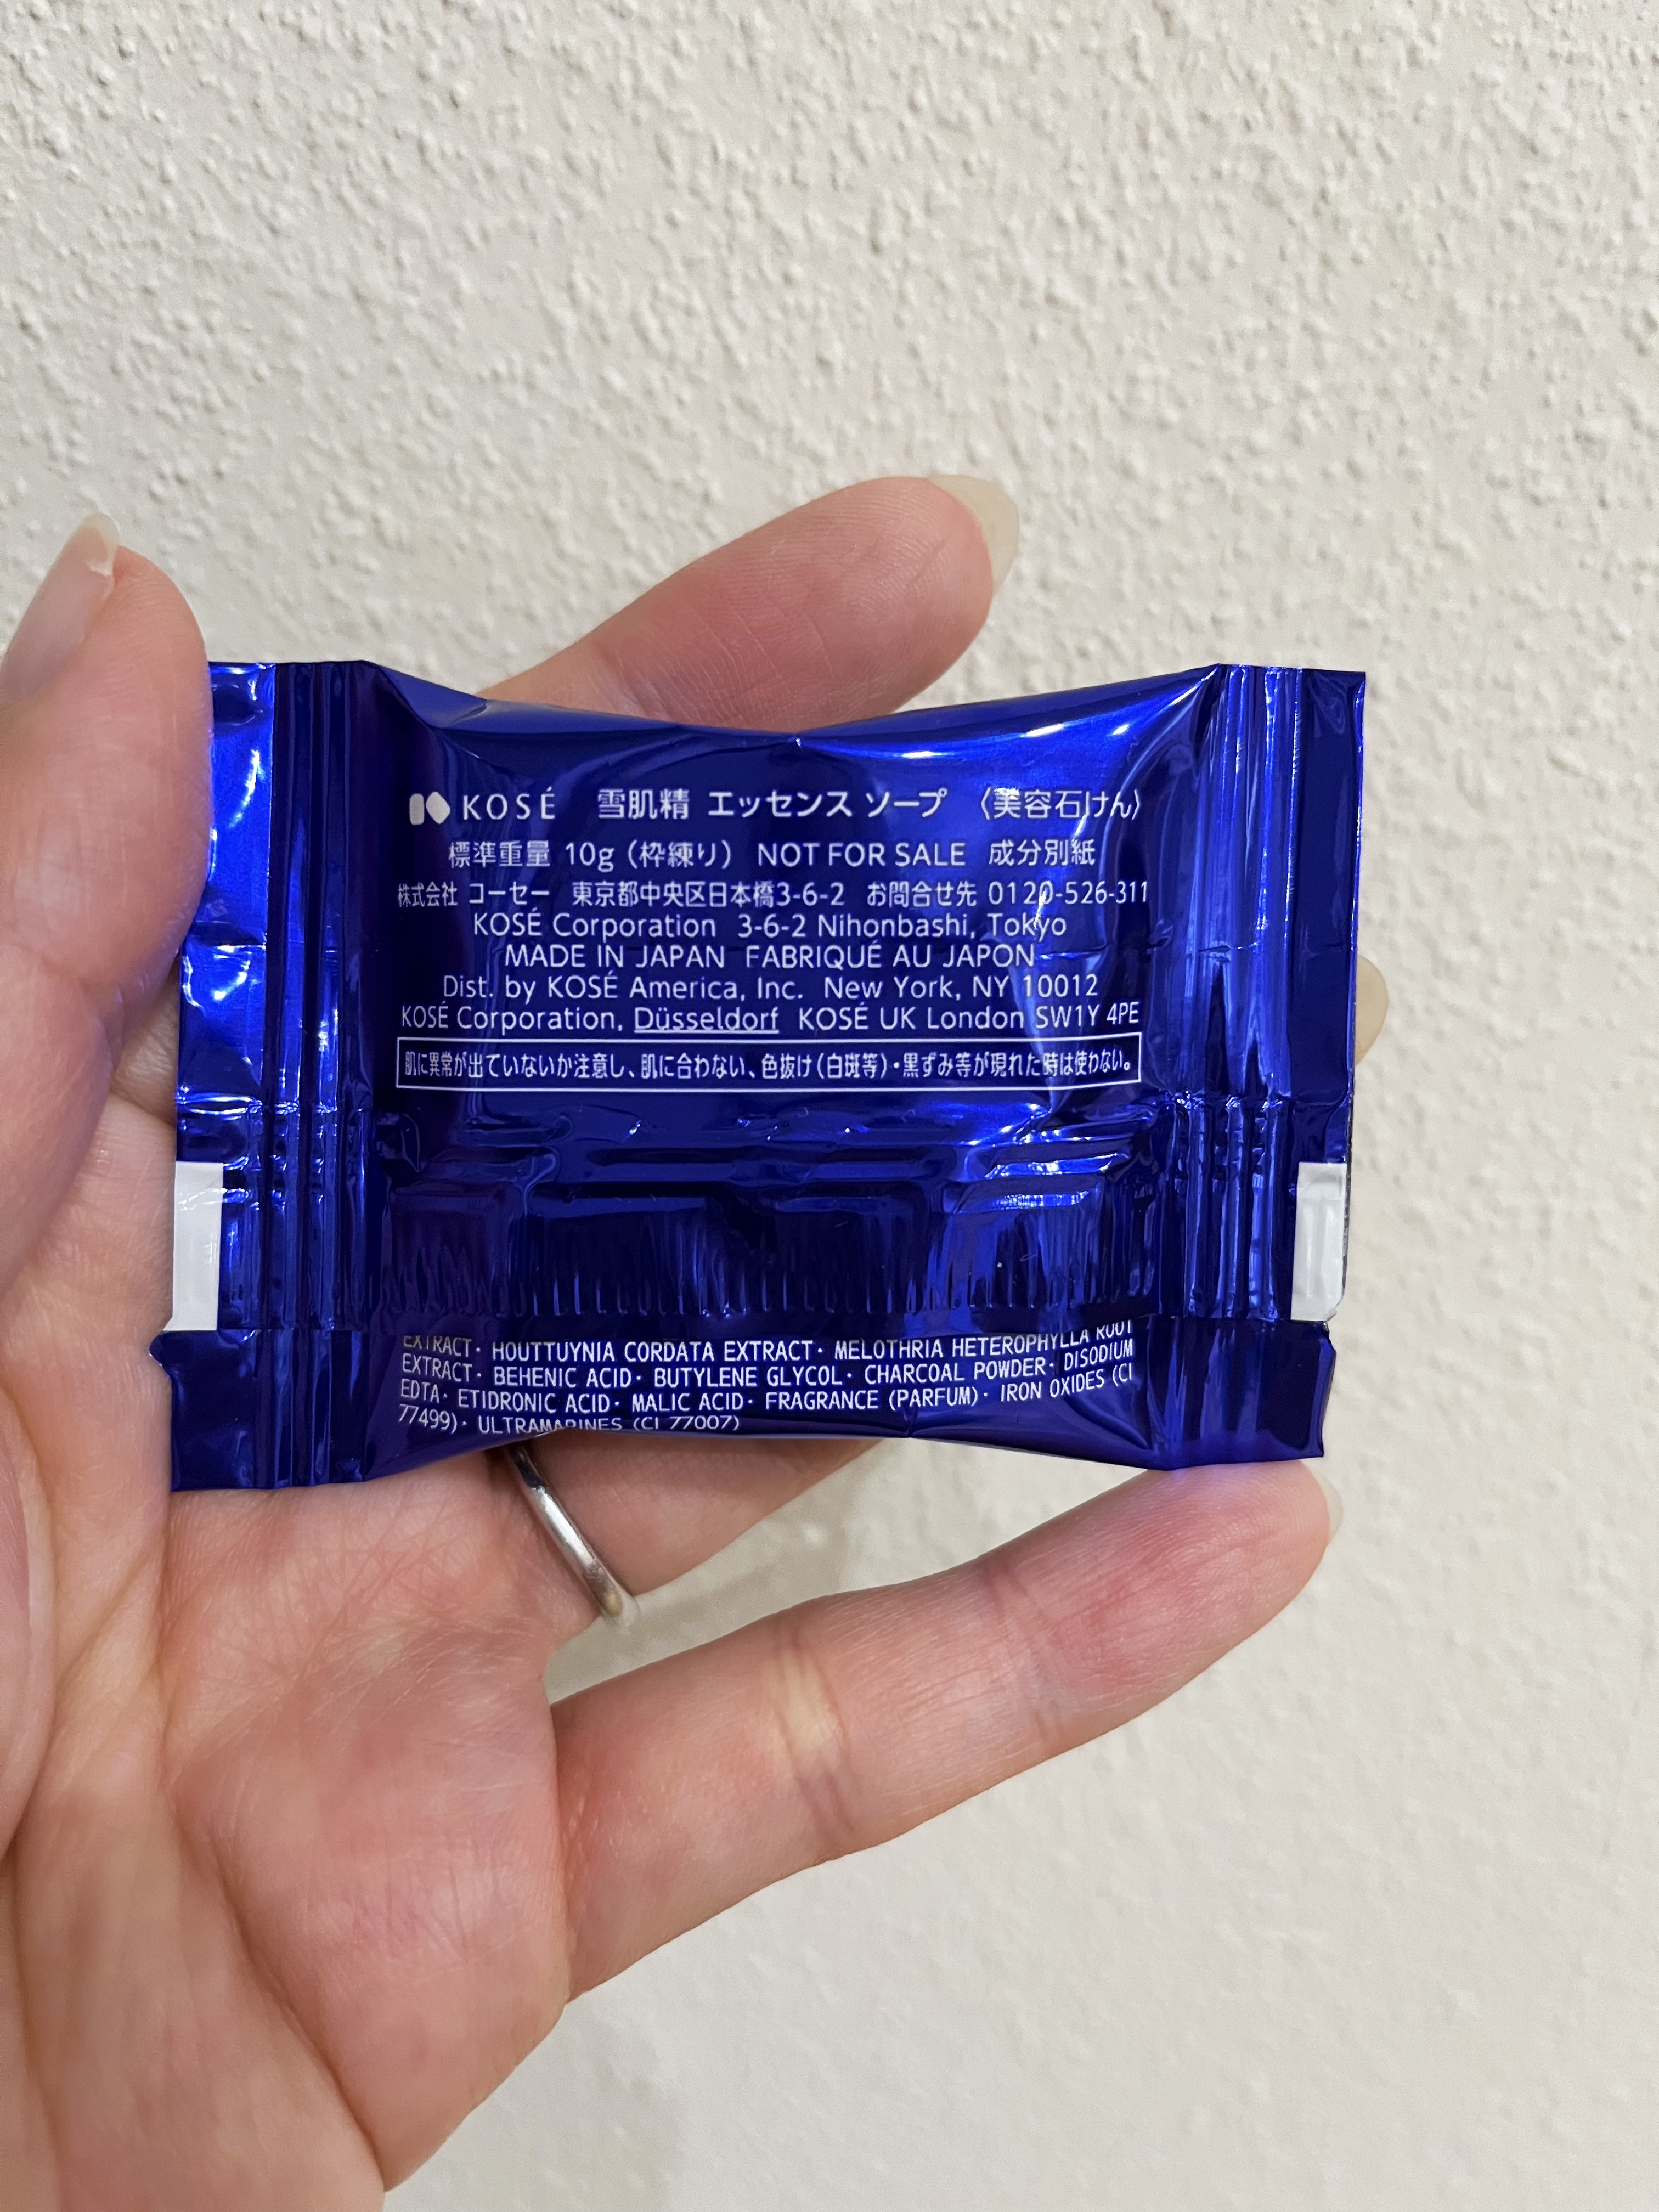 KOSÉ 雪肌精 エッセンス ソープ 〈美容石けん〉
標準重量 10g（枠練り） NOT FOR SALE 成分別紙
株式会社 コーセー 東京都中央区日本橋3-6-2 お問合せ先 0120-526-311
KOSÉ Corporation 3-6-2 Nihonbashi, Tokyo
MADE IN JAPAN FABRIQUÉ AU JAPON
Dist. by KOSÉ America, Inc. New York, NY 10012
KOSÉ Corporation, Düsseldorf KOSÉ UK London SW1Y 4PE
肌に異常が出ていないか注意し、肌に合わない、色抜け（白斑等）・黒ずみ等が現れた時は使わない。
EXTRACT· HOUTTUYNIA CORDATA EXTRACT· MELOTHRIA HETEROPHYLLA ROOT
EXTRACT· BEHENIC ACID· BUTYLENE GLYCOL· CHARCOAL POWDER· DISODIUM
EDTA· ETIDRONIC ACID· MALIC ACID· FRAGRANCE (PARFUM)· IRON OXIDES (CI
77499)· ULTRAMARINES (CI 77007)